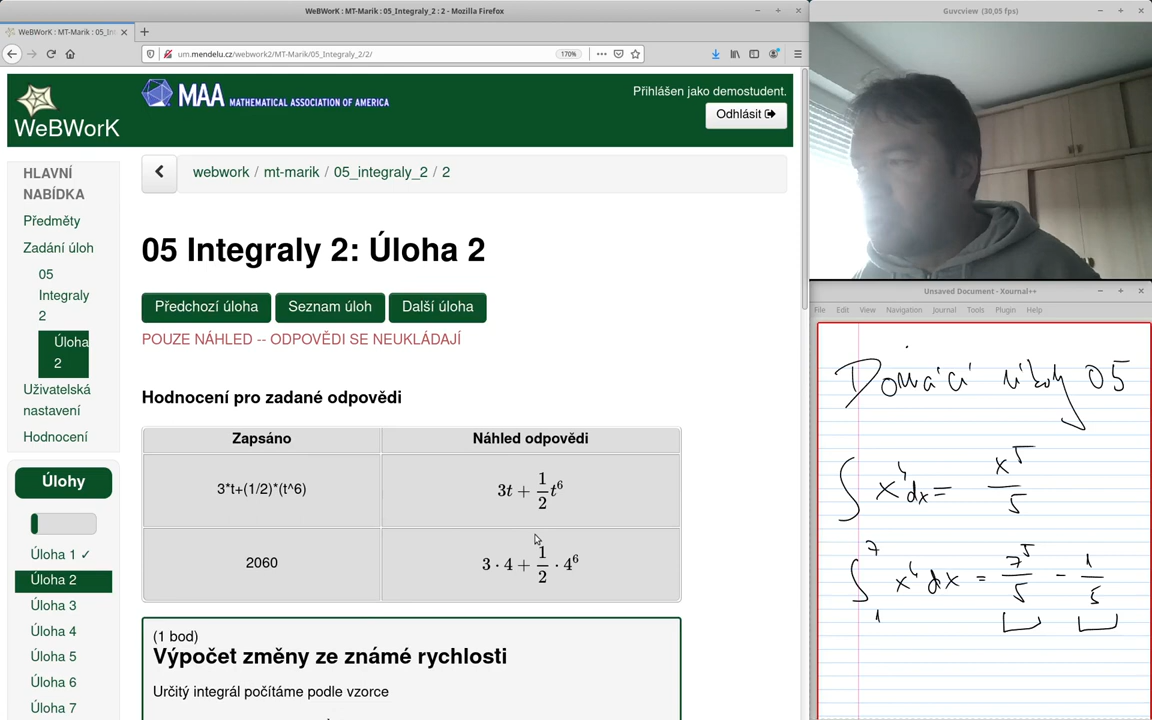 WeBWorK : MT-Marik : 05_Integraly_2 : 2 - Mozilla Firefox
WeBWorK : MT-Marik : 05_In
um.mendelu.cz/webwork2/MT-Marik/05_Integraly_2/2/
170%
WeBWorK
MAA MATHEMATICAL ASSOCIATION OF AMERICA
Přihlášen jako demostudent.
Odhlásit
HLAVNÍ
NABÍDKA
Předměty
Zadání úloh
05
Integraly
2
Úloha
2
Uživatelská
nastavení
Hodnocení
Úlohy
Úloha 1 ✓
Úloha 2
Úloha 3
Úloha 4
Úloha 5
Úloha 6
Úloha 7
webwork / mt-marik / 05_integraly_2 / 2
05 Integraly 2: Úloha 2
Předchozí úloha Seznam úloh Další úloha
POUZE NÁHLED -- ODPOVĚDI SE NEUKLÁDAJÍ
Hodnocení pro zadané odpovědi
Zapsáno Náhled odpovědi
3*t+(1/2)*(t^6) 3t + 1/2 t^6
2060 3 · 4 + 1/2 · 4^6
(1 bod)
Výpočet změny ze známé rychlosti
Určitý integrál počítáme podle vzorce
Guvcview (30,05 fps)
Unsaved Document - Xournal++
File Edit View Navigation Journal Tools Plugin Help
Domácí úkoly 05
∫ x^4 dx = x^5/5
∫_1^7 x^4 dx = 7^5/5 - 1/5